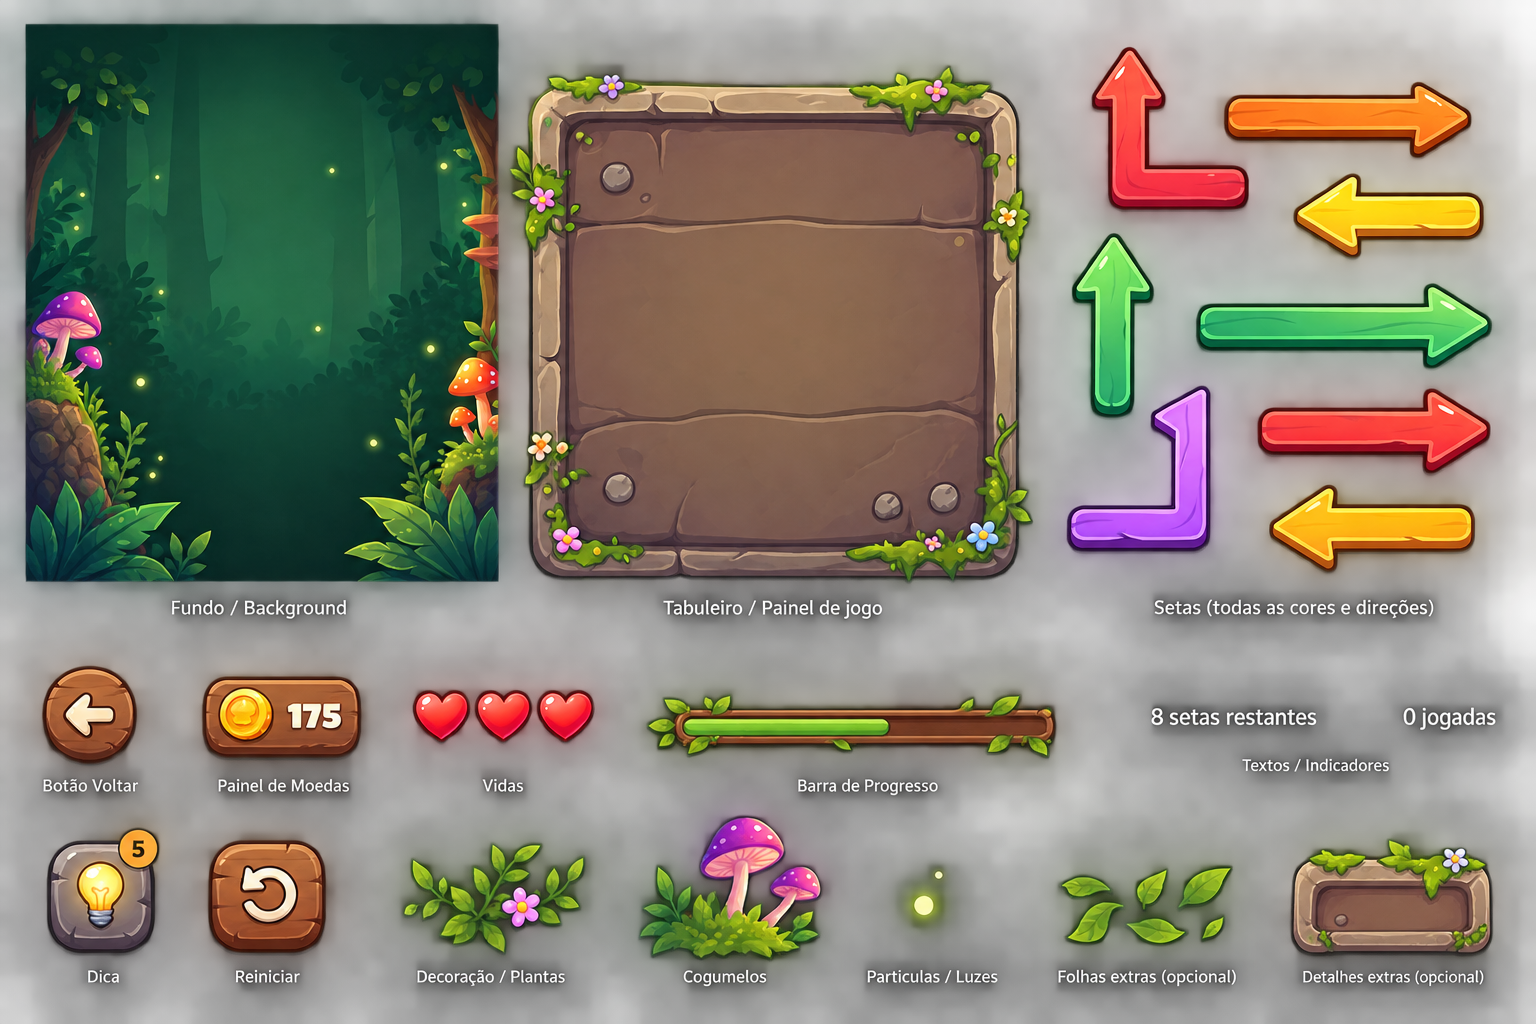 Fundo / Background
Tabuleiro / Painel de jogo
Setas (todas as cores e direções)
175
8 setas restantes
0 jogadas
Textos / Indicadores
Botão Voltar
Painel de Moedas
Vidas
Barra de Progresso
5
Dica
Reiniciar
Decoração / Plantas
Cogumelos
Particulas / Luzes
Folhas extras (opcional)
Detalhes extras (opcional)